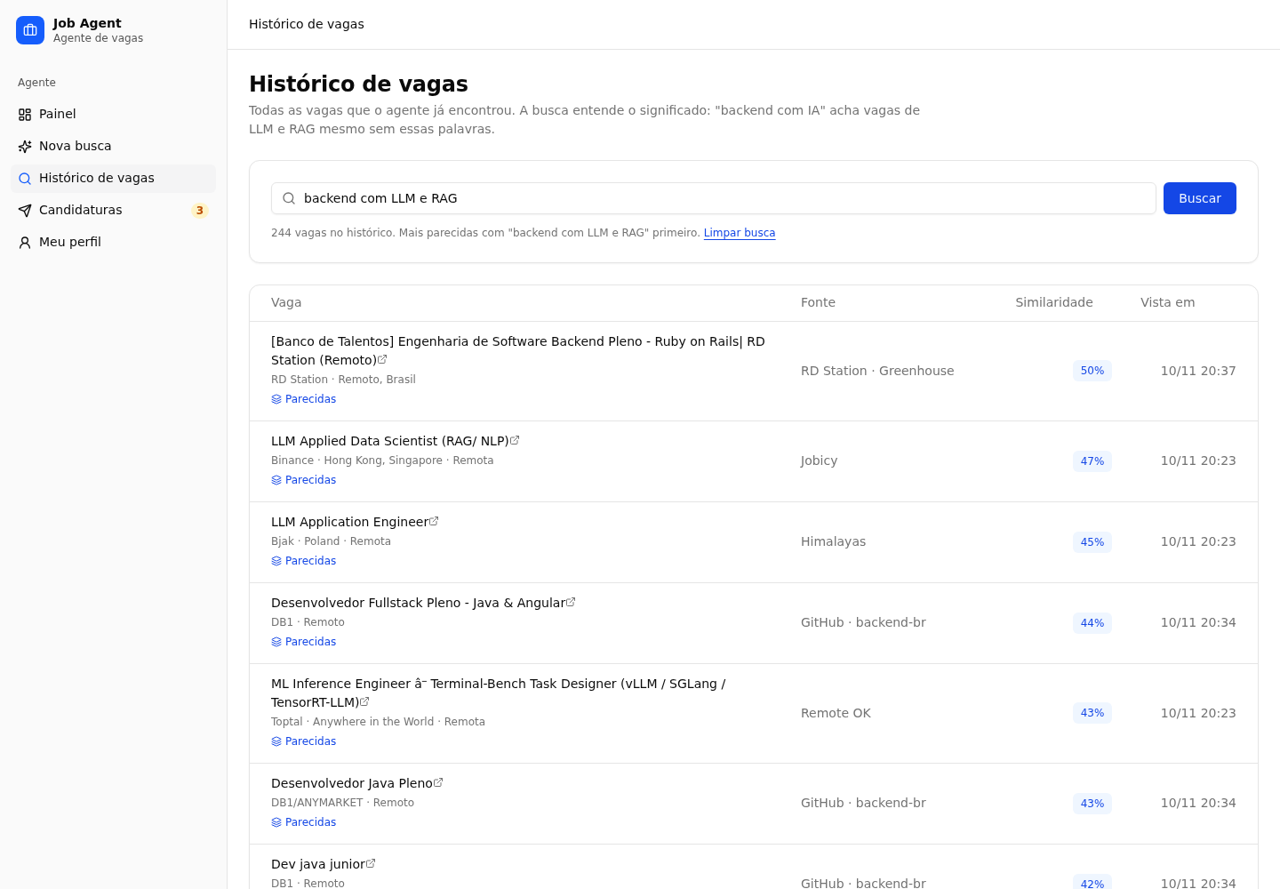 Job Agent
Agente de vagas
Agente
Painel
Nova busca
Histórico de vagas
Candidaturas 3
Meu perfil
Histórico de vagas
Histórico de vagas
Todas as vagas que o agente já encontrou. A busca entende o significado: "backend com IA" acha vagas de
LLM e RAG mesmo sem essas palavras.
backend com LLM e RAG
Buscar
244 vagas no histórico. Mais parecidas com "backend com LLM e RAG" primeiro. Limpar busca
Vaga Fonte Similaridade Vista em
[Banco de Talentos] Engenharia de Software Backend Pleno - Ruby on Rails| RD
Station (Remoto)
RD Station · Remoto, Brasil
Parecidas
RD Station · Greenhouse 50% 10/11 20:37
LLM Applied Data Scientist (RAG/ NLP)
Binance · Hong Kong, Singapore · Remota
Parecidas
Jobicy 47% 10/11 20:23
LLM Application Engineer
Bjak · Poland · Remota
Parecidas
Himalayas 45% 10/11 20:23
Desenvolvedor Fullstack Pleno - Java & Angular
DB1 · Remoto
Parecidas
GitHub · backend-br 44% 10/11 20:34
ML Inference Engineer â Terminal-Bench Task Designer (vLLM / SGLang /
TensorRT-LLM)
Toptal · Anywhere in the World · Remota
Parecidas
Remote OK 43% 10/11 20:23
Desenvolvedor Java Pleno
DB1/ANYMARKET · Remoto
Parecidas
GitHub · backend-br 43% 10/11 20:34
Dev java junior
DB1 · Remoto
GitHub · backend-br 42% 10/11 20:34